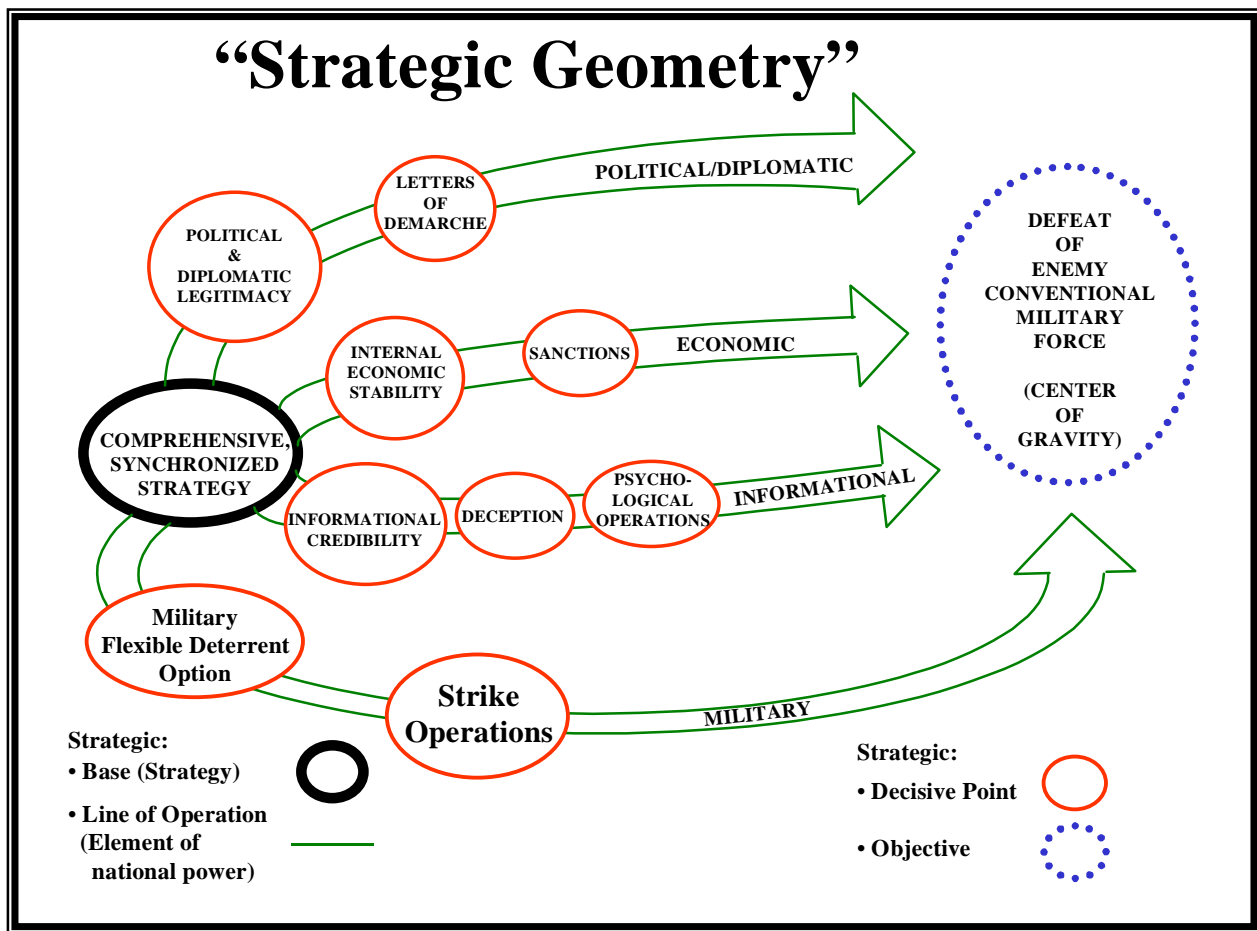 “Strategic Geometry”
POLITICAL/DIPLOMATIC
LETTERS
OF
DEMARCHE
POLITICAL
&
DIPLOMATIC
LEGITIMACY
DEFEAT
OF
ENEMY
CONVENTIONAL
MILITARY
FORCE
(CENTER
OF
GRAVITY)
INTERNAL
ECONOMIC
STABILITY
SANCTIONS
ECONOMIC
COMPREHENSIVE,
SYNCHRONIZED
STRATEGY
INFORMATIONAL
CREDIBILITY
DECEPTION
PSYCHO-
LOGICAL
OPERATIONS
INFORMATIONAL
Military
Flexible Deterrent
Option
Strike
Operations
MILITARY
Strategic:
• Base (Strategy)
• Line of Operation
(Element of
national power)
Strategic:
• Decisive Point
• Objective